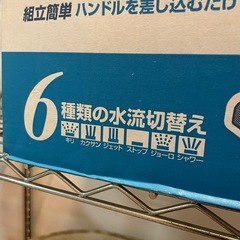 組立簡単 ハンドルを差し込むだけ
6種類の水流切替え
キリ カクサン ジェット ストップ ジョーロ シャワー